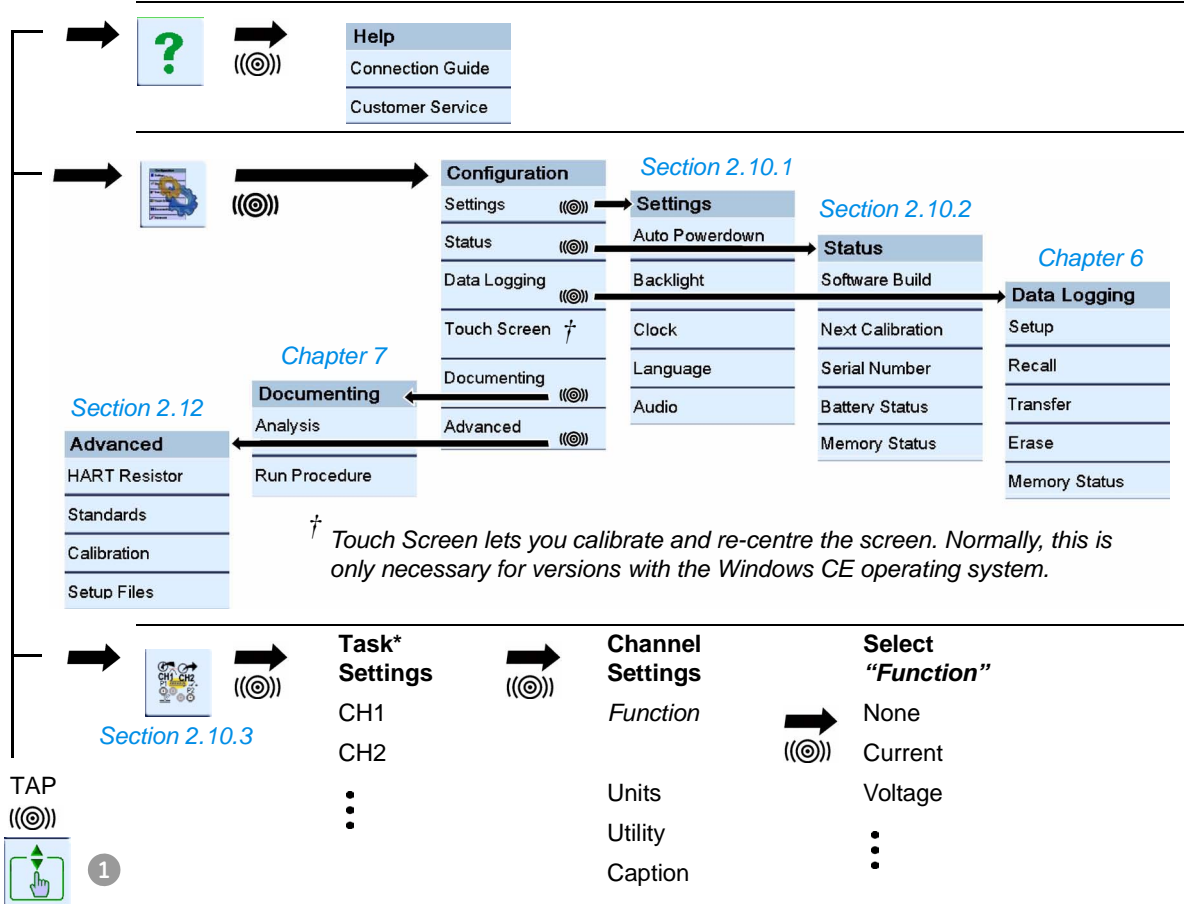 ?
Help
Connection Guide
Customer Service
Configuration
Settings
Status
Data Logging
Touch Screen †
Documenting
Advanced
Section 2.10.1
Settings
Auto Powerdown
Backlight
Clock
Language
Audio
Section 2.10.2
Status
Software Build
Next Calibration
Serial Number
Battery Status
Memory Status
Chapter 6
Data Logging
Setup
Recall
Transfer
Erase
Memory Status
Chapter 7
Documenting
Analysis
Run Procedure
Section 2.12
Advanced
HART Resistor
Standards
Calibration
Setup Files
† Touch Screen lets you calibrate and re-centre the screen. Normally, this is
only necessary for versions with the Windows CE operating system.
CH1 CH2
P1 P2
Section 2.10.3
Task*
Settings
CH1
CH2
Channel
Settings
Function
Units
Utility
Caption
Select
“Function”
None
Current
Voltage
TAP
1